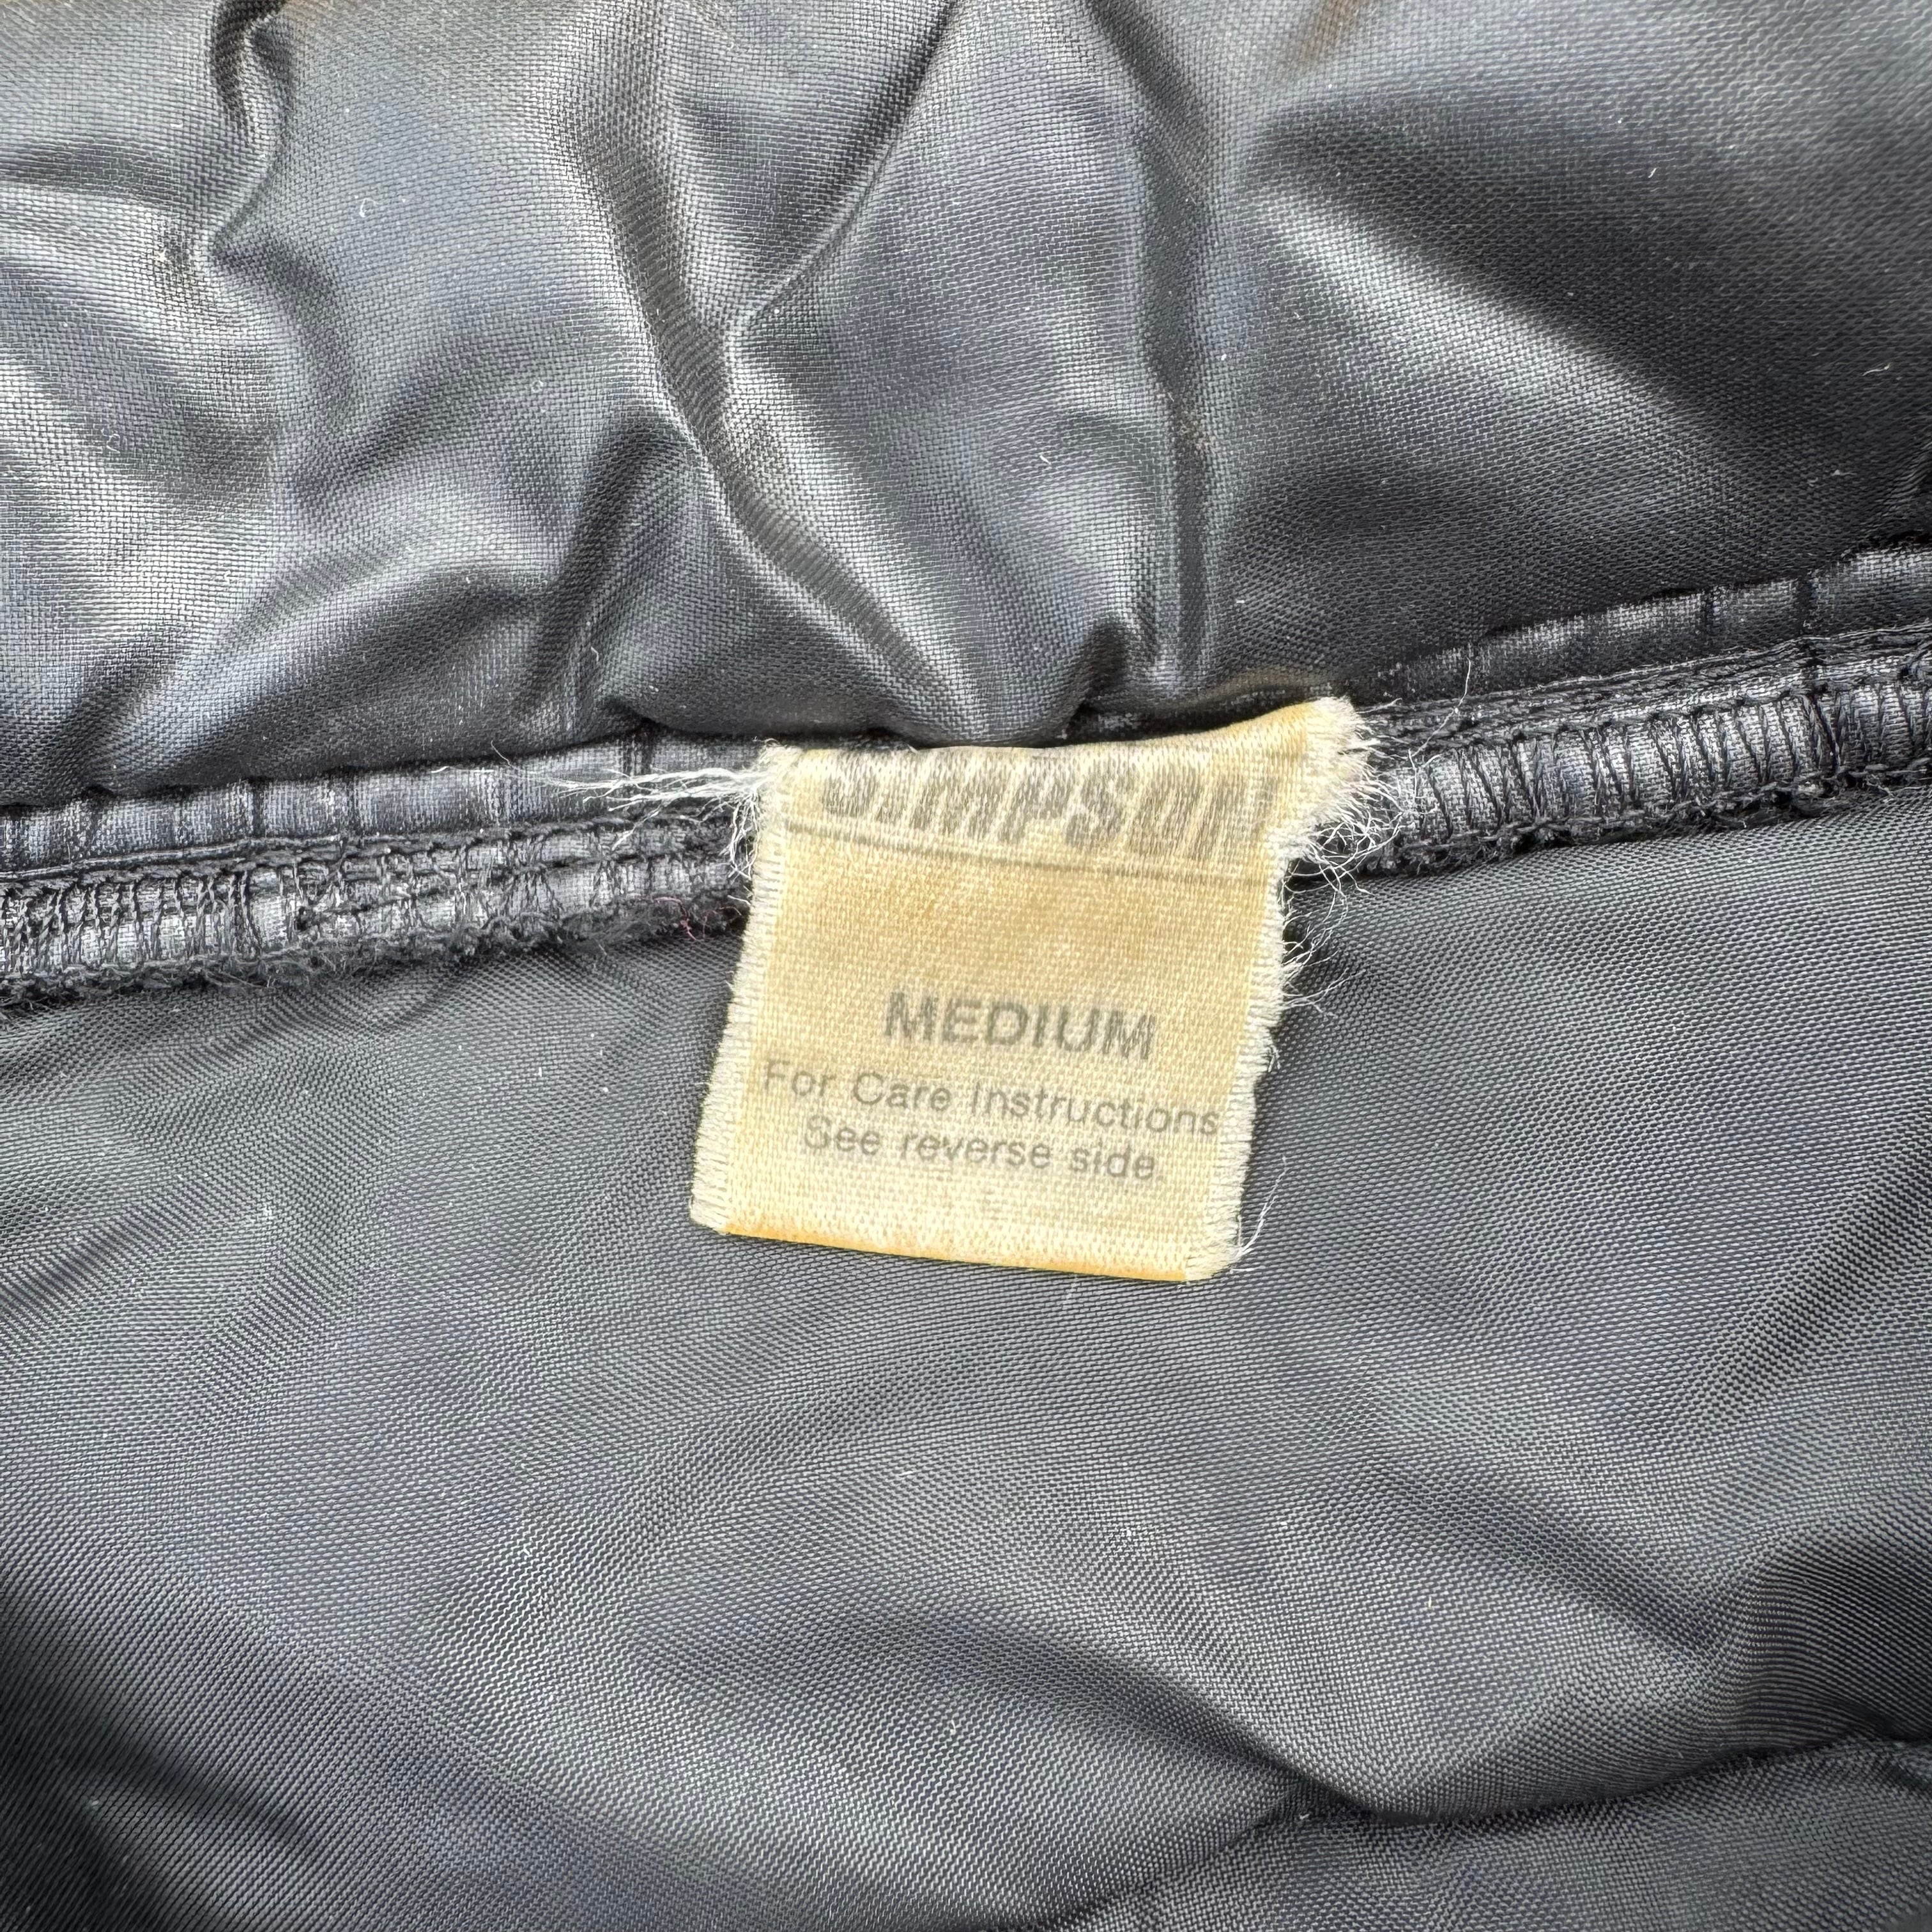 SIMPSON
MEDIUM
For Care Instructions
See reverse side